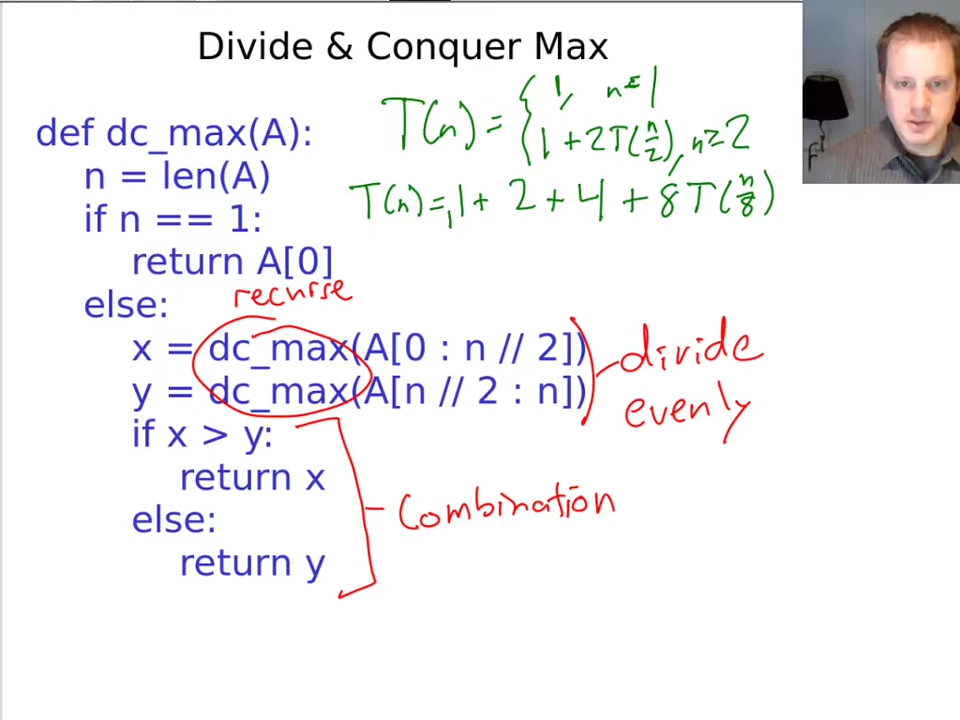 Divide & Conquer Max
T(n) = { 1, n = 1
1 + 2T(n/2), n ≥ 2
def dc_max(A):
n = len(A)
T(n) = 1 + 2 + 4 + 8T(n/8)
if n == 1:
return A[0]
else:
recurse
x = dc_max(A[0 : n // 2])
y = dc_max(A[n // 2 : n])
divide
evenly
if x > y:
return x
combination
else:
return y